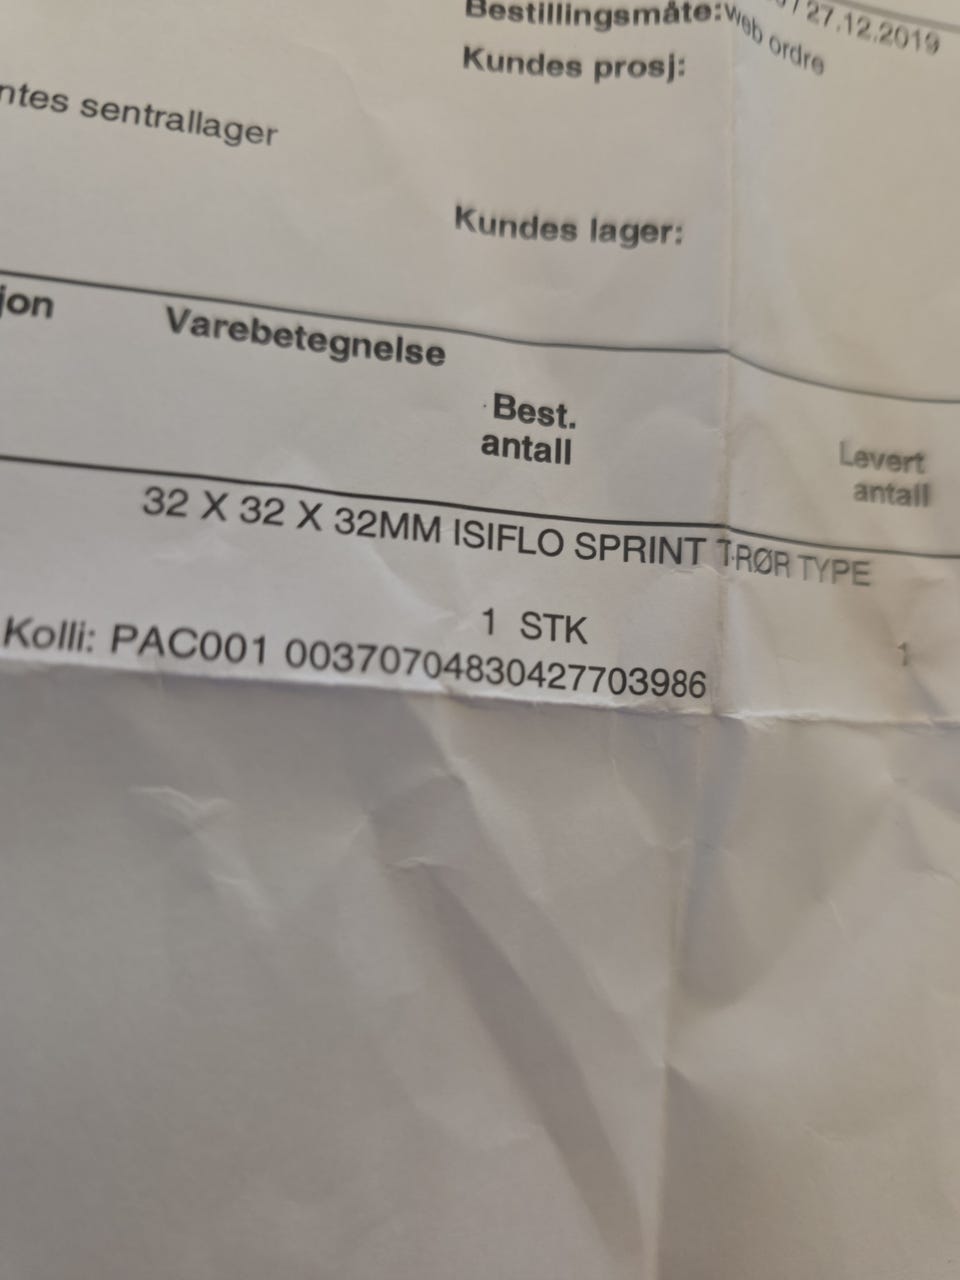 Bestillingsmåte: Web ordre
/ 27.12.2019
Kundes prosj:
ntes sentrallager
Kundes lager:
jon Varebetegnelse
Best. antall
Levert antall
32 X 32 X 32MM ISIFLO SPRINT T-RØR TYPE
1 STK 1
Kolli: PAC001 00370704830427703986